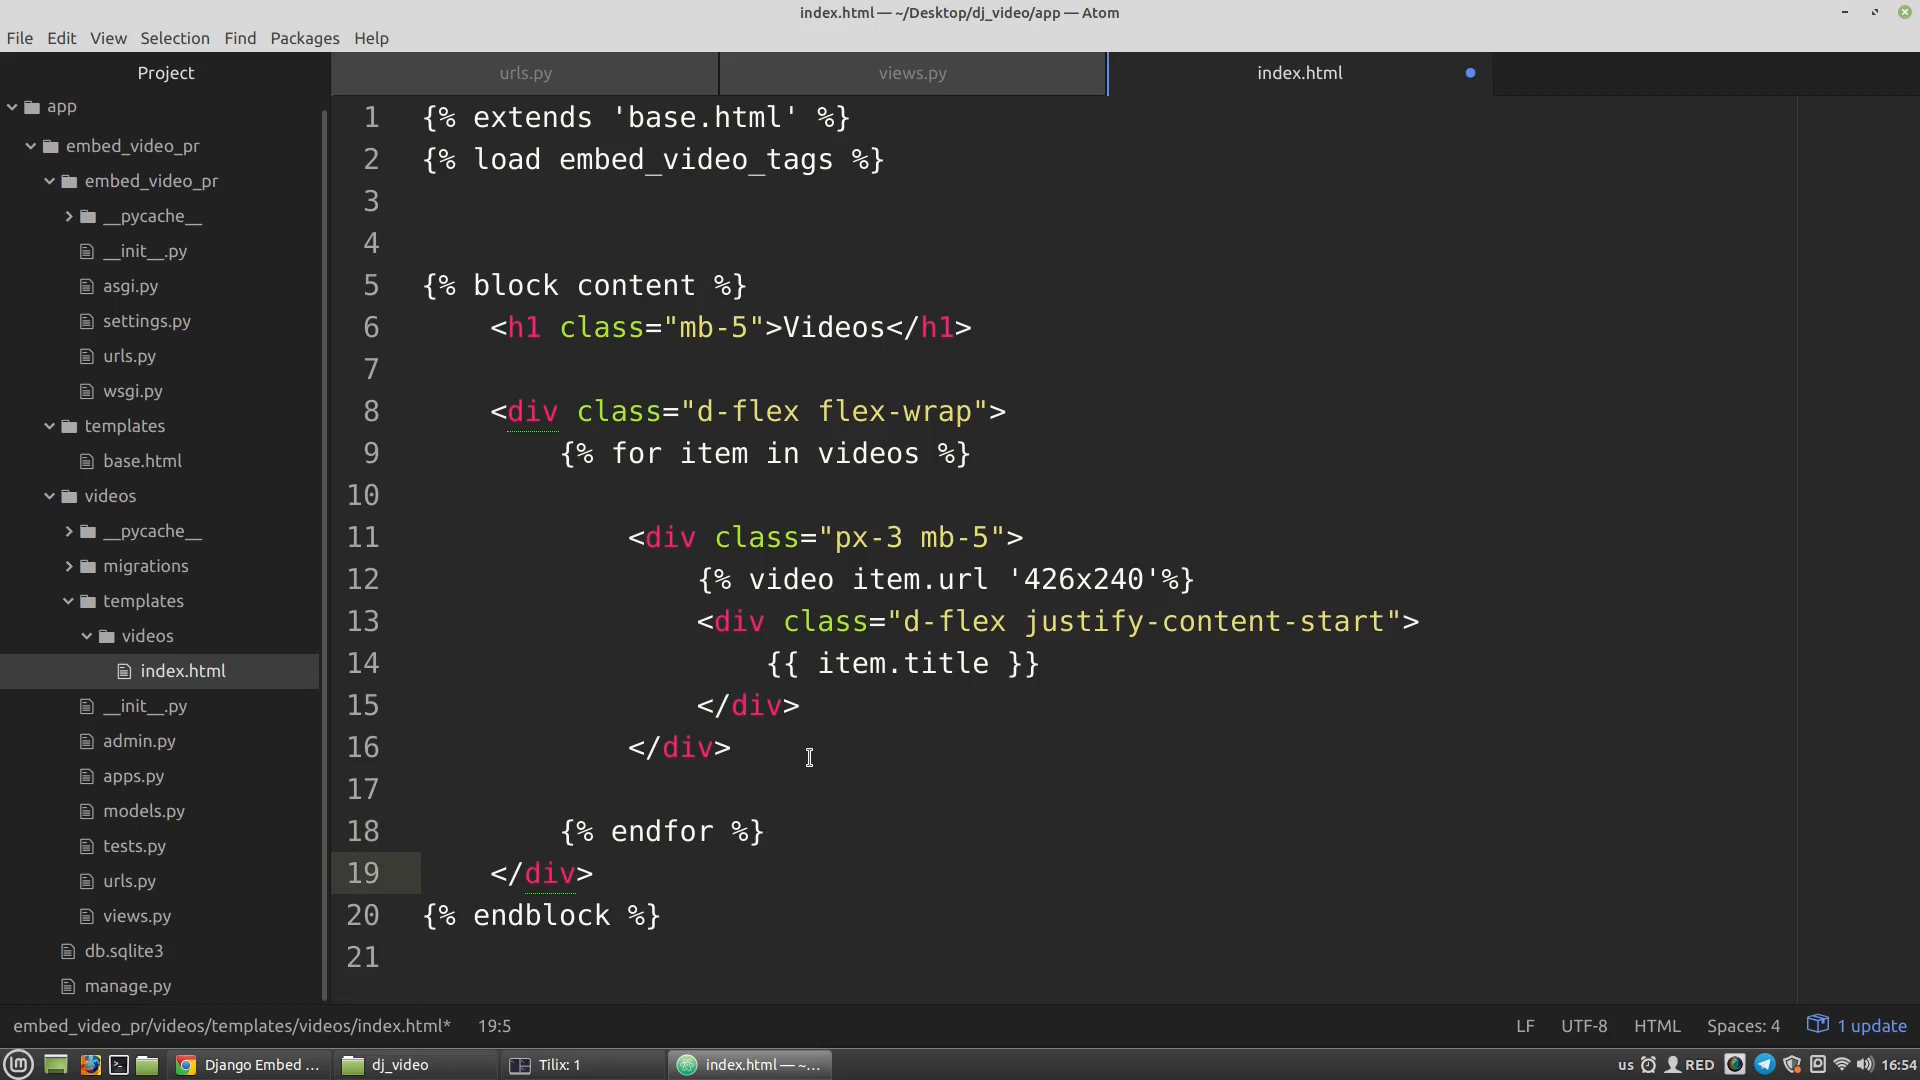 index.html — ~/Desktop/dj_video/app — Atom
File Edit View Selection Find Packages Help
Project
urls.py
views.py
index.html
app
embed_video_pr
embed_video_pr
__pycache__
__init__.py
asgi.py
settings.py
urls.py
wsgi.py
templates
base.html
videos
__pycache__
migrations
templates
videos
index.html
__init__.py
admin.py
apps.py
models.py
tests.py
urls.py
views.py
db.sqlite3
manage.py
1 {% extends 'base.html' %}
2 {% load embed_video_tags %}
3
4
5 {% block content %}
6 <h1 class="mb-5">Videos</h1>
7
8 <div class="d-flex flex-wrap">
9 {% for item in videos %}
10
11 <div class="px-3 mb-5">
12 {% video item.url '426x240'%}
13 <div class="d-flex justify-content-start">
14 {{ item.title }}
15 </div>
16 </div>
17
18 {% endfor %}
19 </div>
20 {% endblock %}
21
embed_video_pr/videos/templates/videos/index.html* 19:5 LF UTF-8 HTML Spaces: 4 1 update
Django Embed ... dj_video Tilix: 1 index.html — ~... us RED 16:54